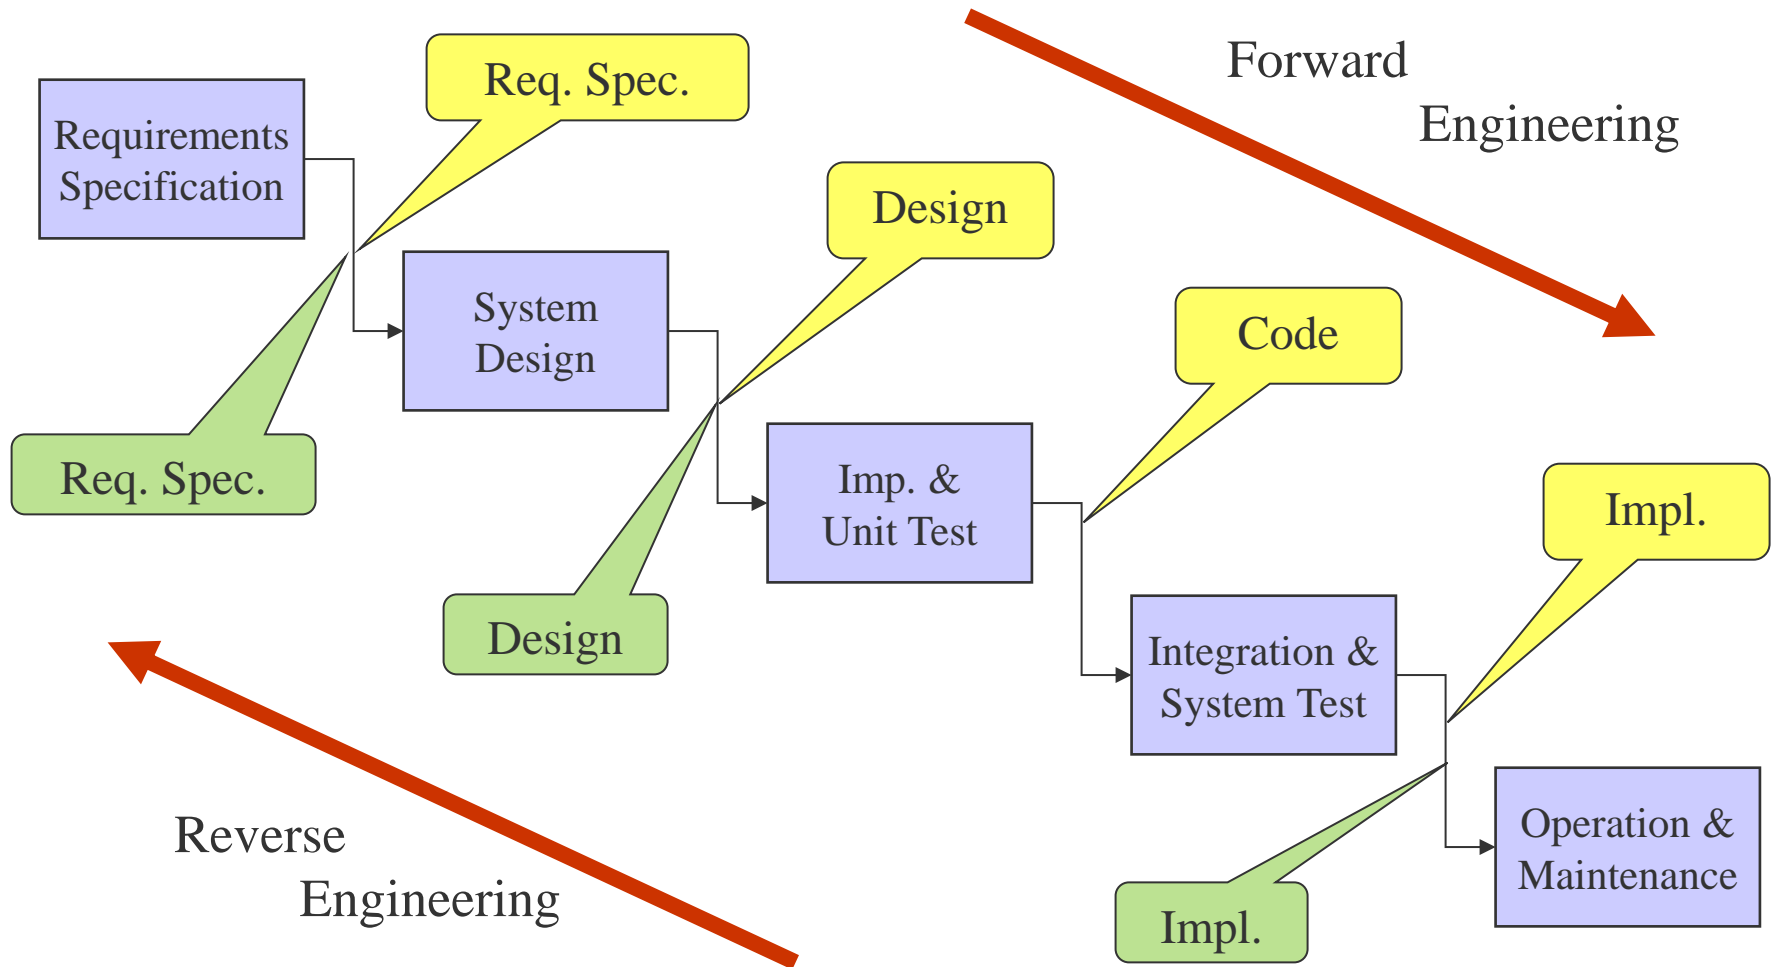 Forward
Engineering
Req. Spec.
Requirements
Specification
Design
System
Design
Code
Req. Spec.
Imp. &
Unit Test
Impl.
Design
Integration &
System Test
Reverse
Engineering
Operation &
Maintenance
Impl.